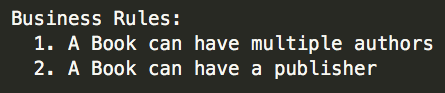 Business Rules:
1. A Book can have multiple authors
2. A Book can have a publisher